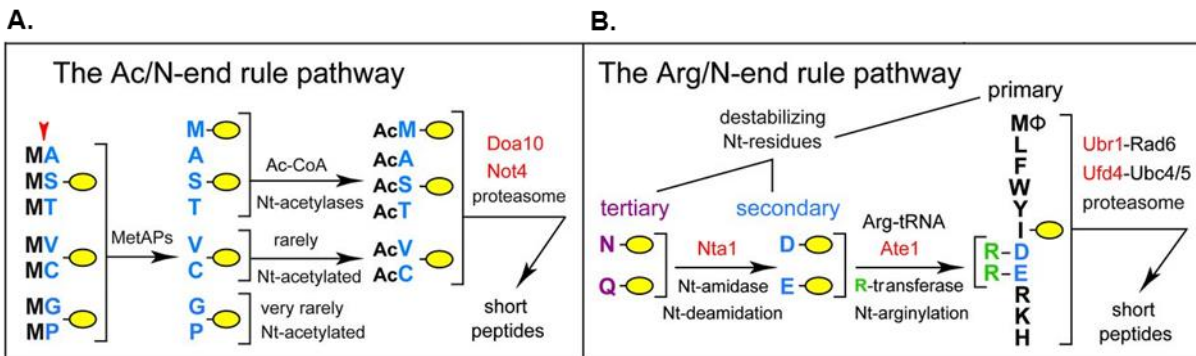 A.
B.
The Ac/N-end rule pathway
MA
MS
MT
MV
MC
MG
MP
MetAPs
M
A
S
T
V
C
G
P
Ac-CoA
Nt-acetylases
rarely
Nt-acetylated
very rarely
Nt-acetylated
AcM
AcA
AcS
AcT
AcV
AcC
Doa10
Not4
proteasome
short
peptides
The Arg/N-end rule pathway
primary
destabilizing
Nt-residues
tertiary
secondary
N
Q
Nta1
Nt-amidase
Nt-deamidation
D
E
Arg-tRNA
Ate1
R-transferase
Nt-arginylation
MΦ
L
F
W
Y
I
R-D
R-E
R
K
H
Ubr1-Rad6
Ufd4-Ubc4/5
proteasome
short
peptides